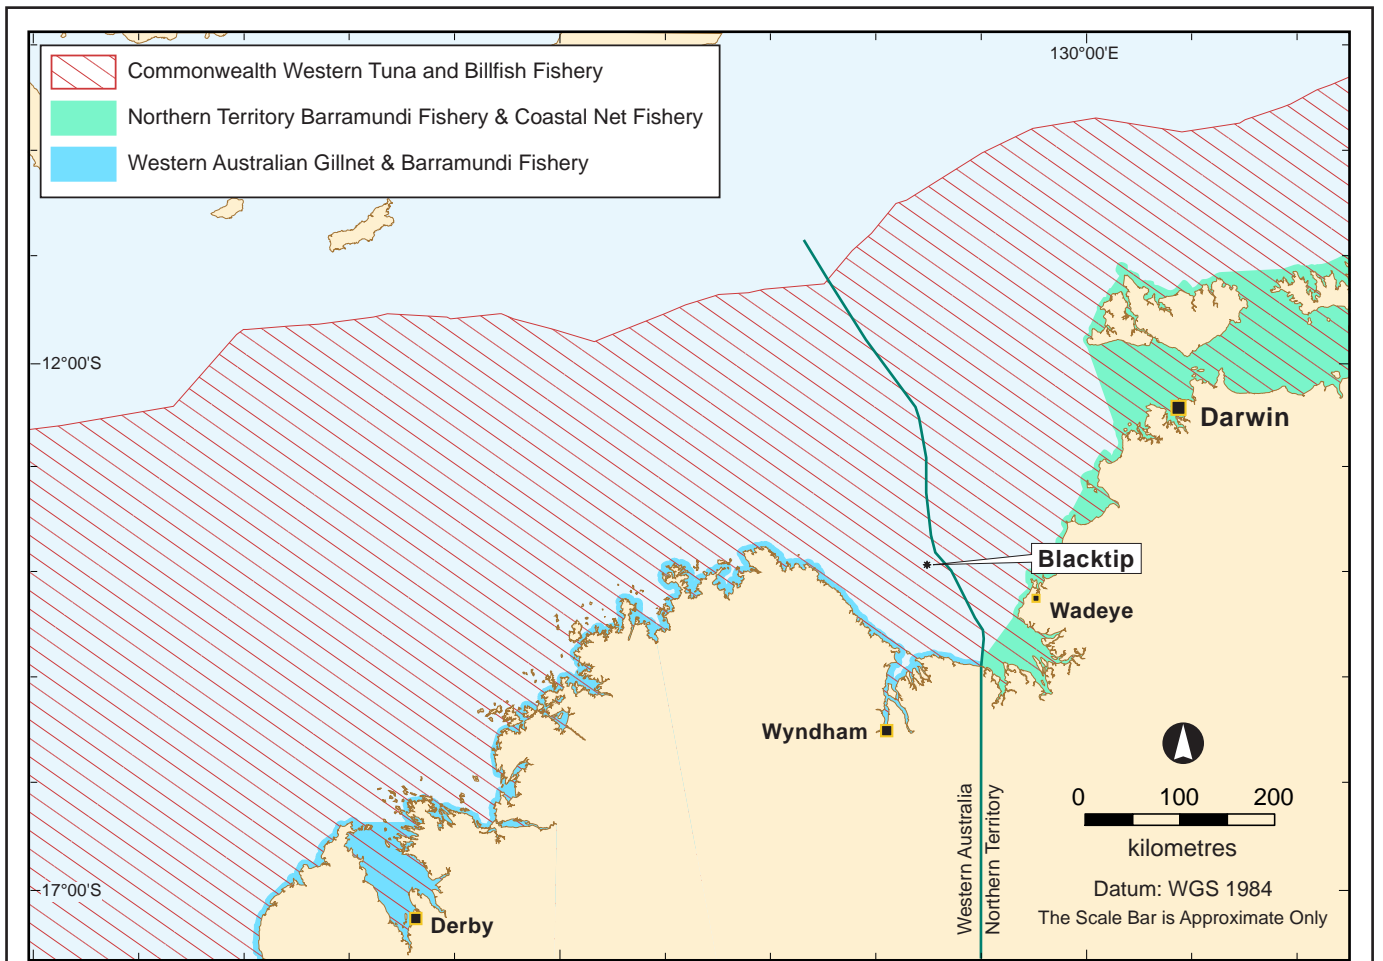 130°00'E
Commonwealth Western Tuna and Billfish Fishery
Northern Territory Barramundi Fishery & Coastal Net Fishery
Western Australian Gillnet & Barramundi Fishery
12°00'S
Darwin
Blacktip
Wadeye
Wyndham
Western Australia
Northern Territory
0 100 200
kilometres
17°00'S
Datum: WGS 1984
The Scale Bar is Approximate Only
Derby